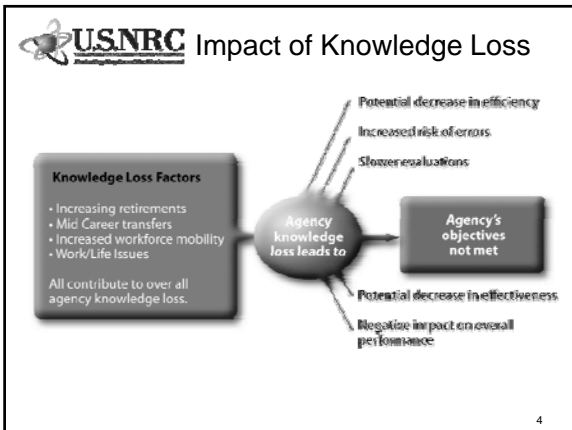 U.S.NRC Impact of Knowledge Loss
Potential decrease in efficiency
Increased risk of errors
Slower evaluations
Knowledge Loss Factors
• Increasing retirements
• Mid Career transfers
• Increased workforce mobility
• Work/Life Issues
All contribute to over all
agency knowledge loss.
Agency
knowledge
loss leads to
Agency's
objectives
not met
Potential decrease in effectiveness
Negative impact on overall
performance
4